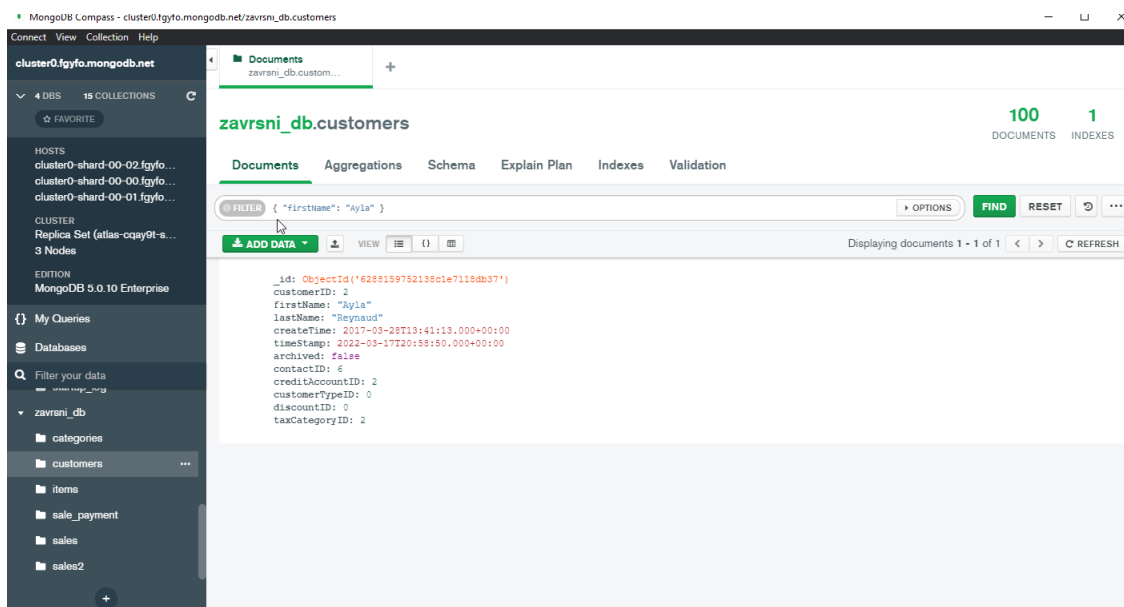 MongoDB Compass - cluster0.fgyfo.mongodb.net/zavrsni_db.customers
Connect View Collection Help
cluster0.fgyfo.mongodb.net
4 DBS 15 COLLECTIONS
FAVORITE
HOSTS
cluster0-shard-00-02.fgyfo...
cluster0-shard-00-00.fgyfo...
cluster0-shard-00-01.fgyfo...
CLUSTER
Replica Set (atlas-cqay9t-s...
3 Nodes
EDITION
MongoDB 5.0.10 Enterprise
{} My Queries
Databases
Filter your data
startup_log
zavrsni_db
categories
customers ...
items
sale_payment
sales
sales2
+
Documents
zavrsni_db.custom...
+
zavrsni_db.customers
100
DOCUMENTS
1
INDEXES
Documents Aggregations Schema Explain Plan Indexes Validation
FILTER { "firstName": "Ayla" }
OPTIONS FIND RESET ...
ADD DATA VIEW {} Displaying documents 1 - 1 of 1 < > REFRESH
_id: ObjectId('6288159752138c1e7118db37')
customerID: 2
firstName: "Ayla"
lastName: "Reynaud"
createTime: 2017-03-28T13:41:13.000+00:00
timeStamp: 2022-03-17T20:58:50.000+00:00
archived: false
contactID: 6
creditAccountID: 2
customerTypeID: 0
discountID: 0
taxCategoryID: 2